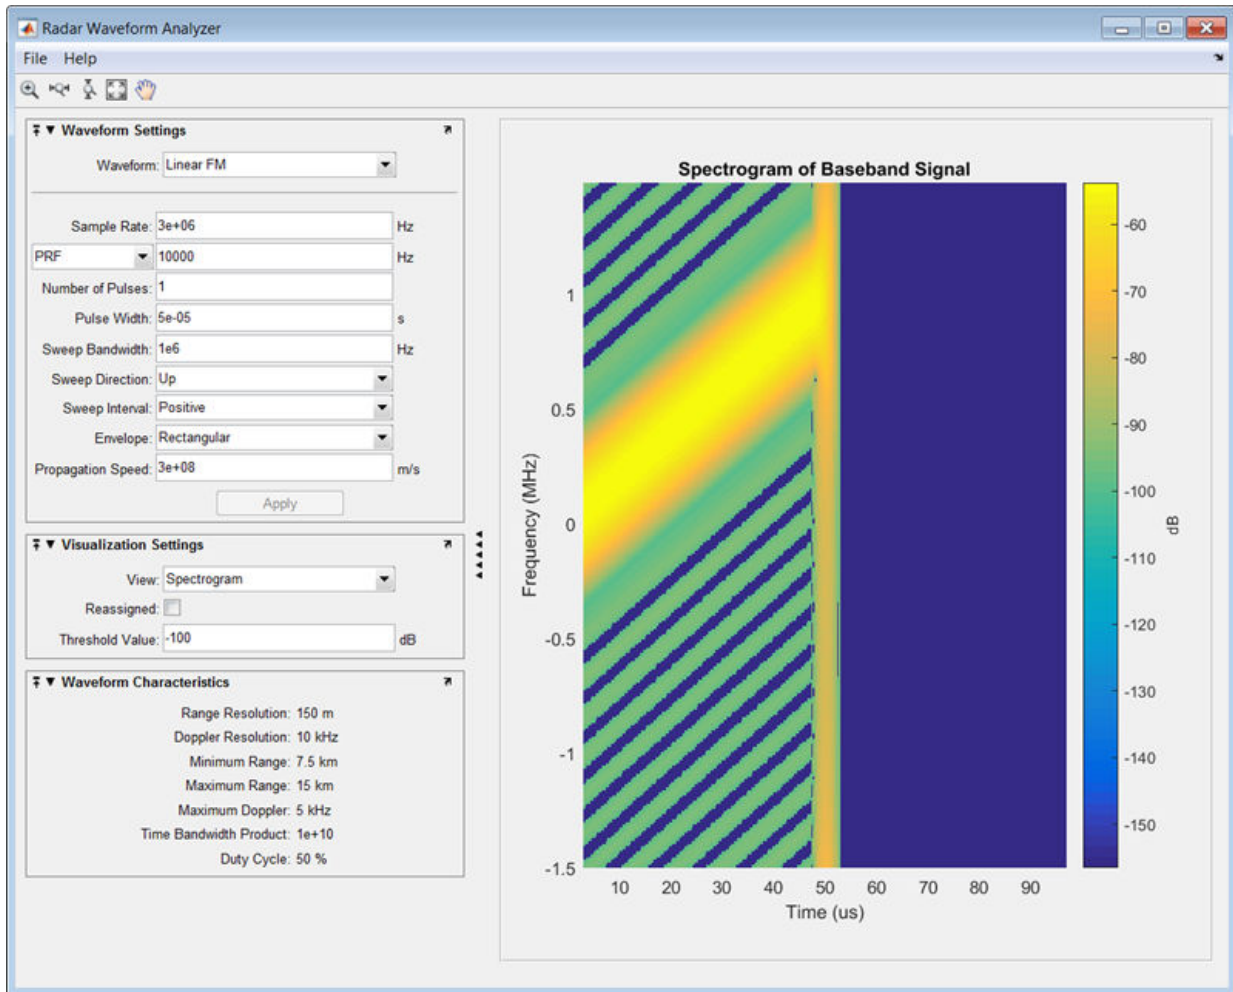 Radar Waveform Analyzer
File Help
Waveform Settings
Waveform: Linear FM
Sample Rate: 3e+06 Hz
PRF 10000 Hz
Number of Pulses: 1
Pulse Width: 5e-05 s
Sweep Bandwidth: 1e6 Hz
Sweep Direction: Up
Sweep Interval: Positive
Envelope: Rectangular
Propagation Speed: 3e+08 m/s
Apply
Visualization Settings
View: Spectrogram
Reassigned:
Threshold Value: -100 dB
Waveform Characteristics
Range Resolution: 150 m
Doppler Resolution: 10 kHz
Minimum Range: 7.5 km
Maximum Range: 15 km
Maximum Doppler: 5 kHz
Time Bandwidth Product: 1e+10
Duty Cycle: 50 %
Spectrogram of Baseband Signal
Frequency (MHz)
1
0.5
0
-0.5
-1
-1.5
10 20 30 40 50 60 70 80 90
Time (us)
-60
-70
-80
-90
-100
-110
-120
-130
-140
-150
dB